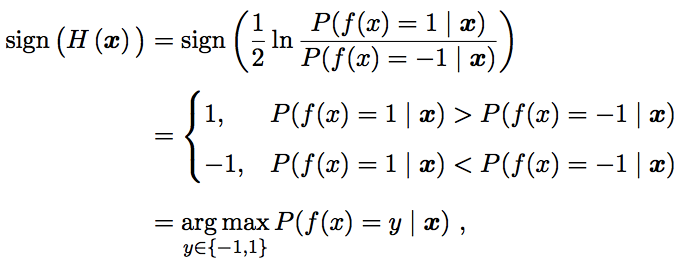 sign (H (𝒙)) = sign (1/2 ln P(f(x) = 1 | 𝒙) / P(f(x) = −1 | 𝒙))
= { 1, P(f(x) = 1 | 𝒙) > P(f(x) = −1 | 𝒙)
−1, P(f(x) = 1 | 𝒙) < P(f(x) = −1 | 𝒙)
= arg max P(f(x) = y | 𝒙) ,
y∈{−1,1}